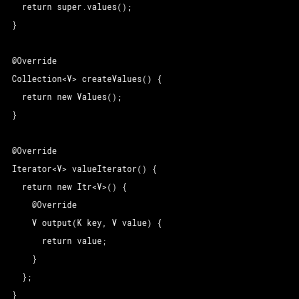 return super.values();
}
@Override
Collection<V> createValues() {
return new Values();
}
@Override
Iterator<V> valueIterator() {
return new Itr<V>() {
@Override
V output(K key, V value) {
return value;
}
};
}